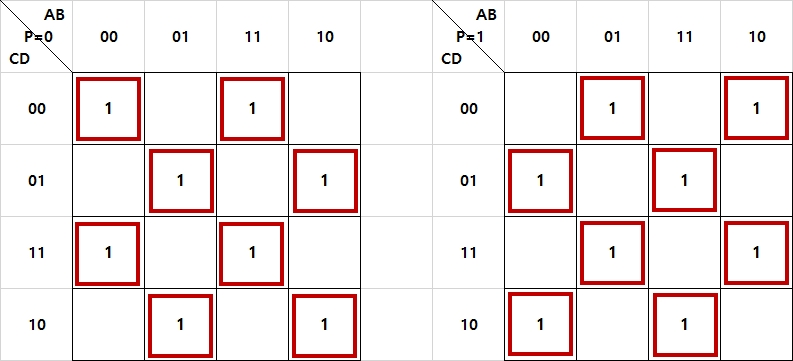 AB AB
P=0 00 01 11 10 P=1 00 01 11 10
CD CD
00 1 1 00 1 1
01 1 1 01 1 1
11 1 1 11 1 1
10 1 1 10 1 1